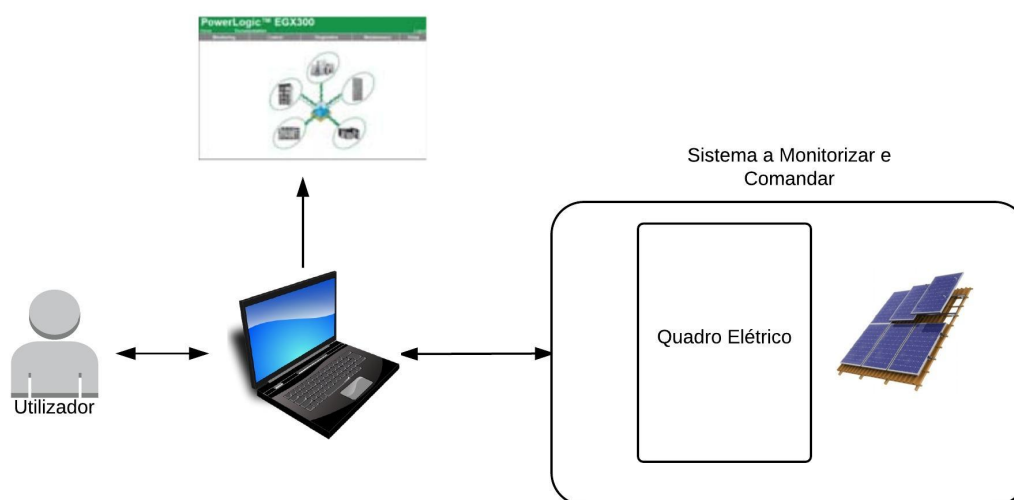 PowerLogic™ EGX300
Sistema a Monitorizar e
Comandar
Quadro Elétrico
Utilizador